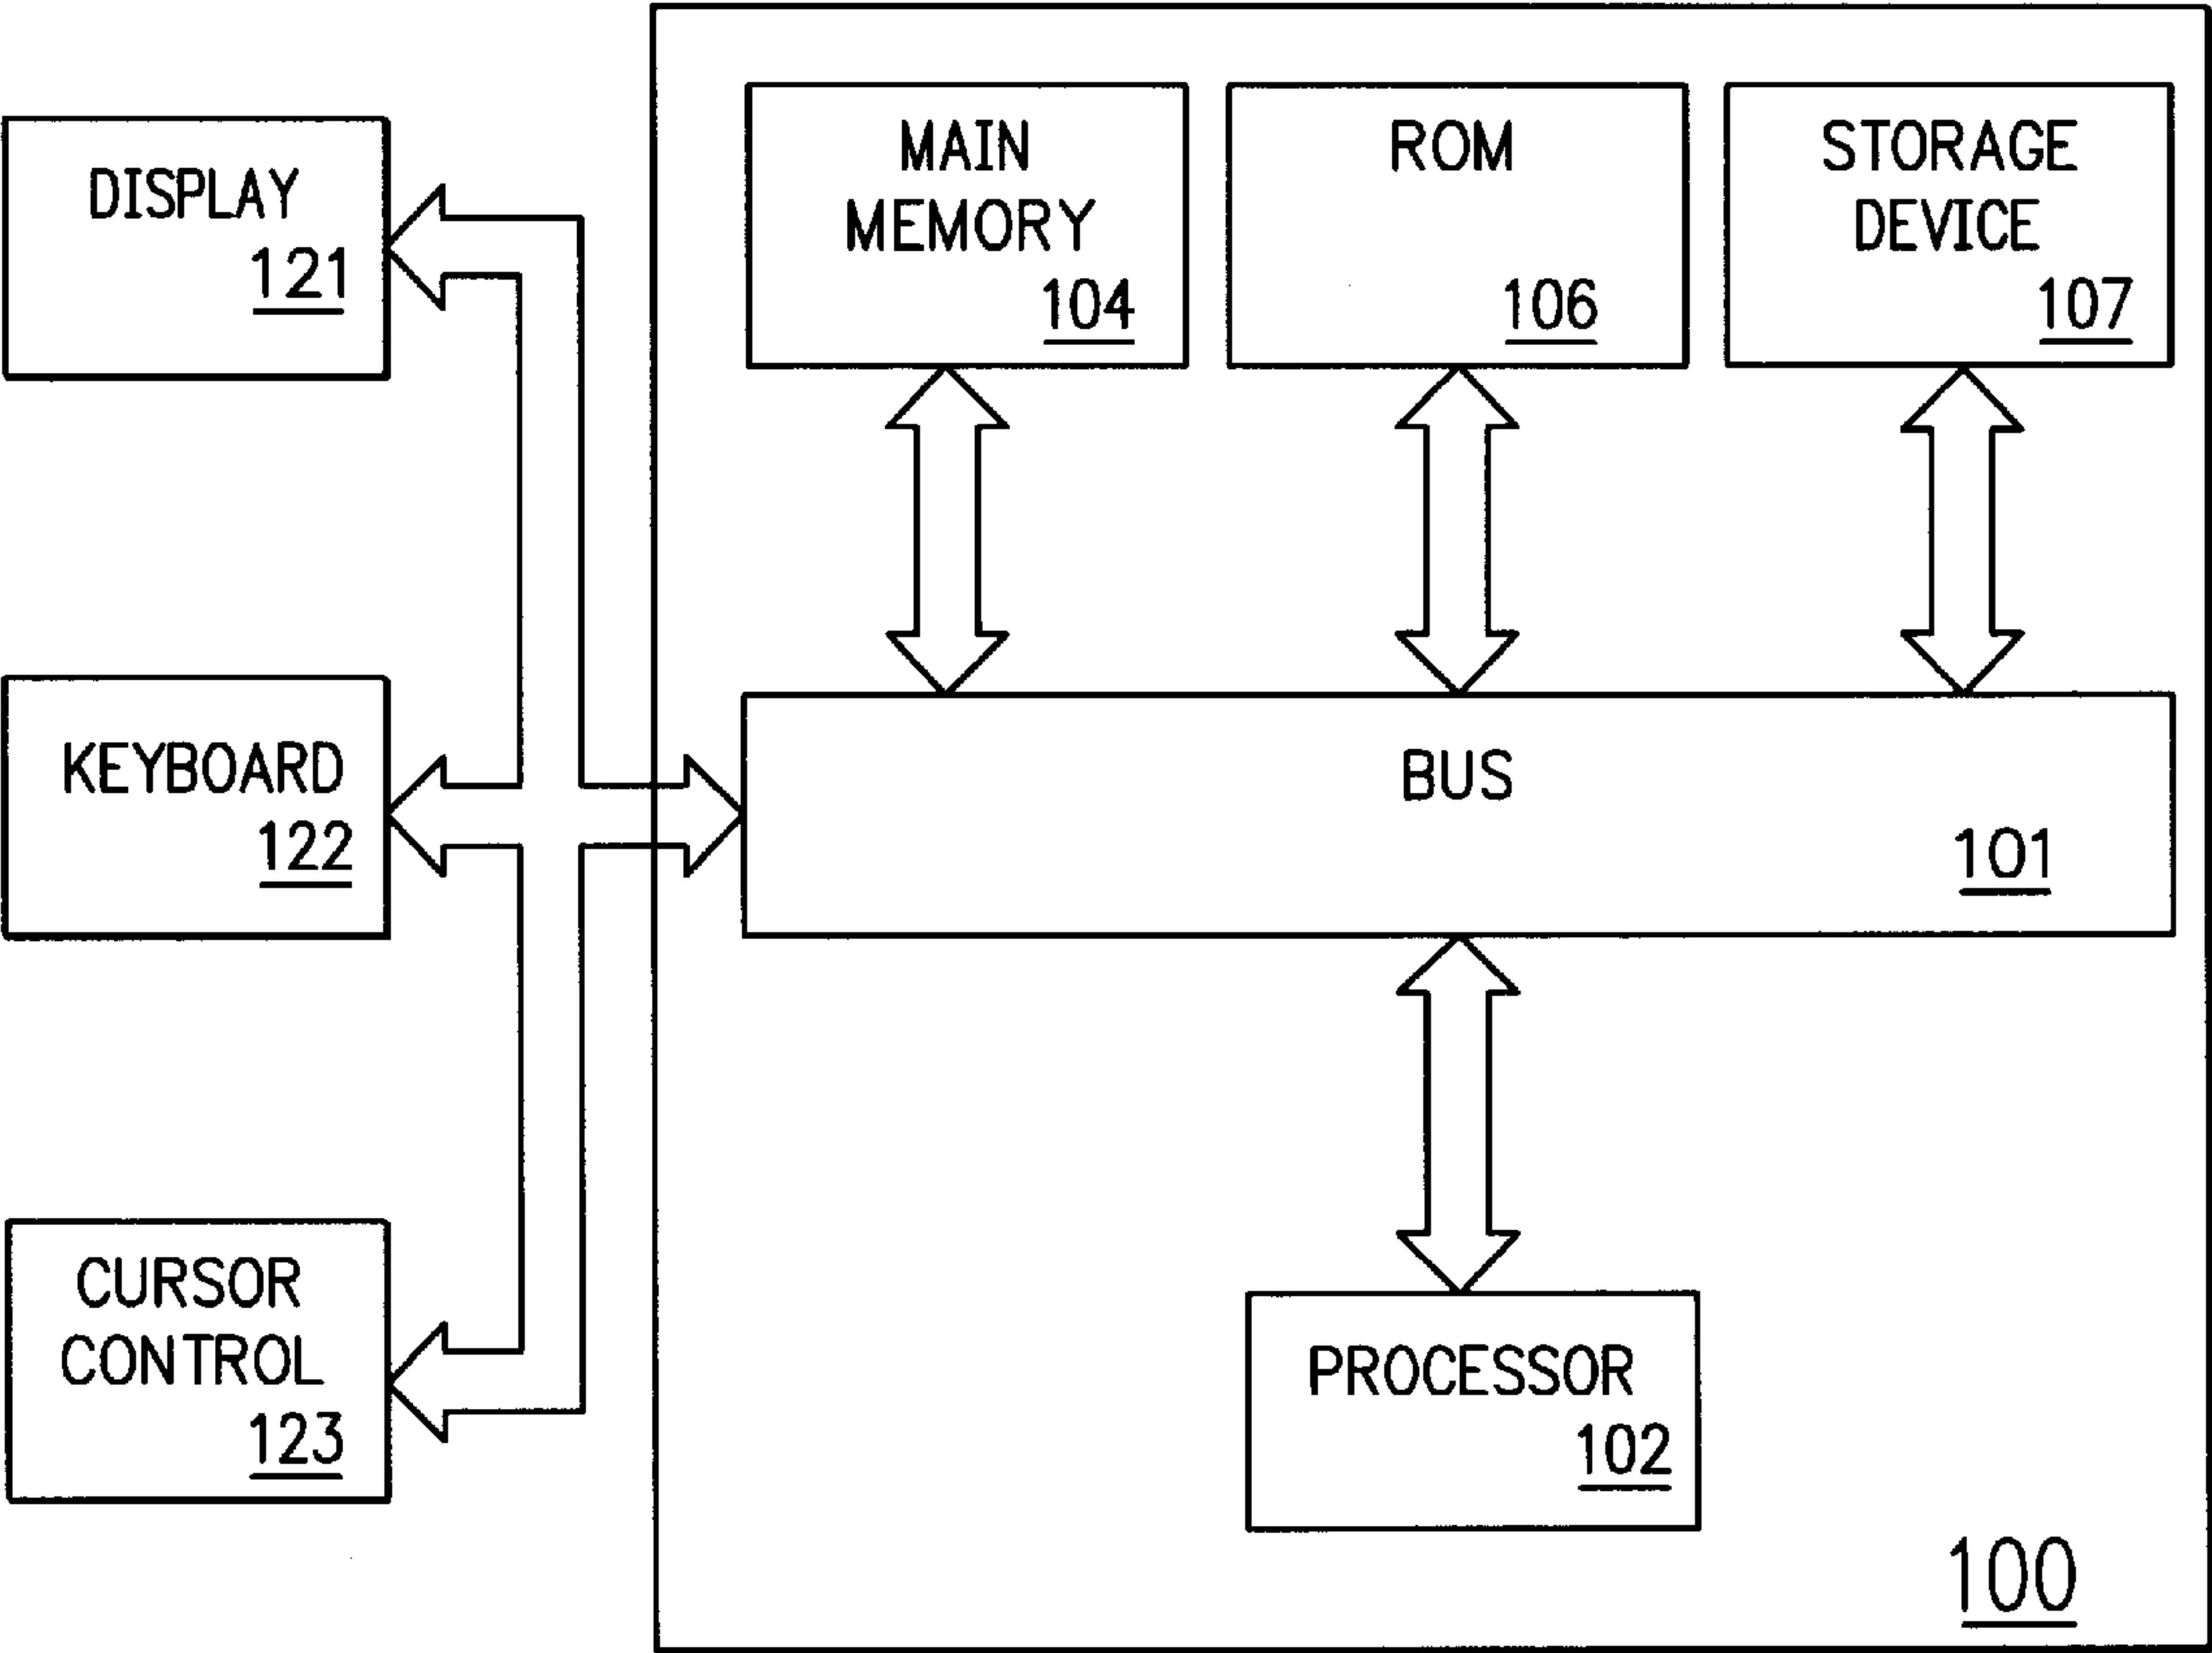 DISPLAY
121
KEYBOARD
122
CURSOR
CONTROL
123
MAIN
MEMORY
104
ROM
106
STORAGE
DEVICE
107
BUS
101
PROCESSOR
102
100